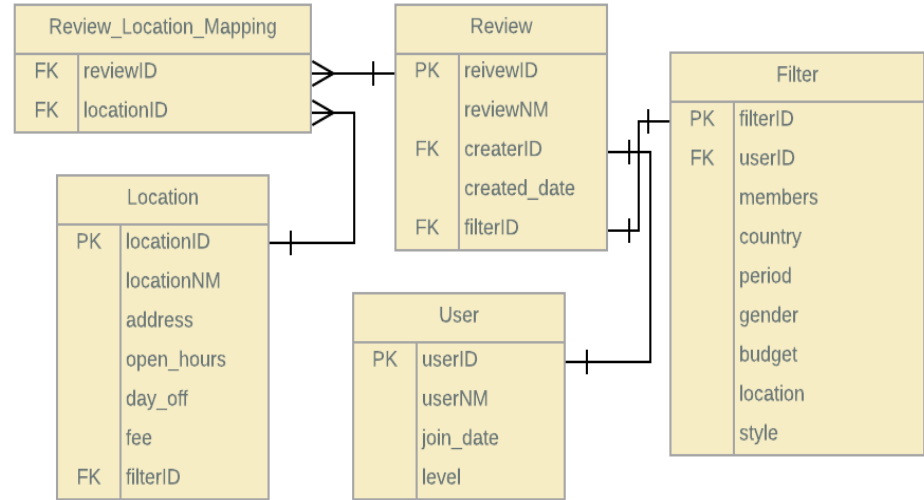 Review_Location_Mapping
FK reviewID
FK locationID
Review
PK reivewID
reviewNM
FK createrID
created_date
FK filterID
Filter
PK filterID
FK userID
members
country
period
gender
budget
location
style
Location
PK locationID
locationNM
address
open_hours
day_off
fee
FK filterID
User
PK userID
userNM
join_date
level